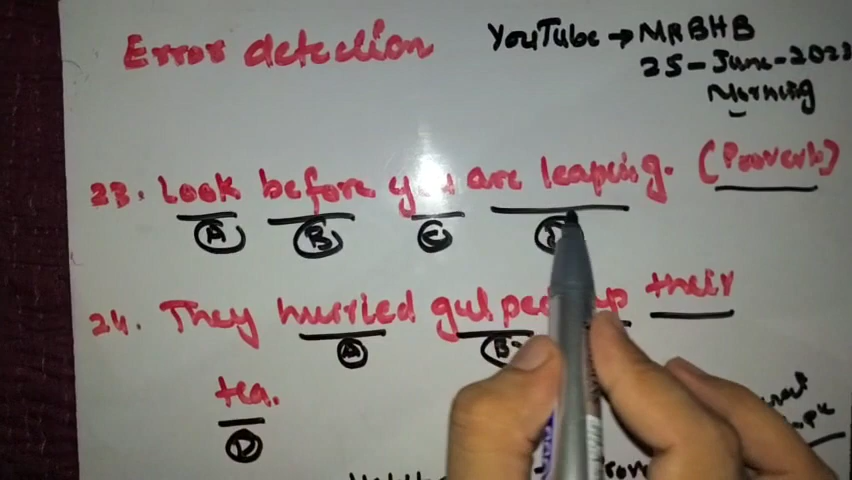 Error detection
YouTube → MRBHB
25-June-202
Morning
23. Look before you are leaping. (Proverb)
A B C D
24. They hurried gulped up their
A B
tea.
D